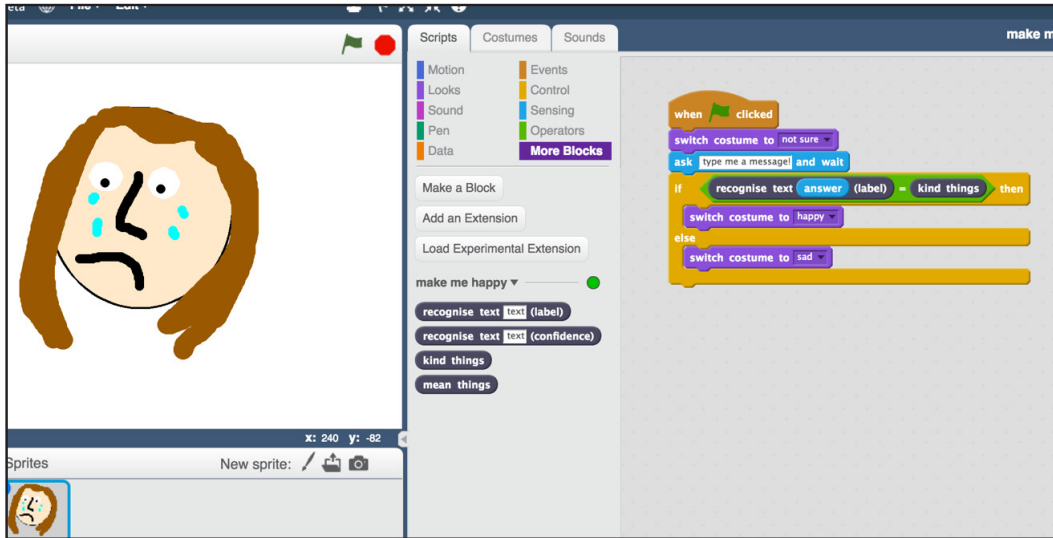 Scripts Costumes Sounds
make m
Motion Events
Looks Control
Sound Sensing
Pen Operators
Data More Blocks
Make a Block
Add an Extension
Load Experimental Extension
make me happy
recognise text text (label)
recognise text text (confidence)
kind things
mean things
when clicked
switch costume to not sure
ask type me a message! and wait
if recognise text answer (label) = kind things then
switch costume to happy
else
switch costume to sad
x: 240 y: -82
Sprites New sprite: